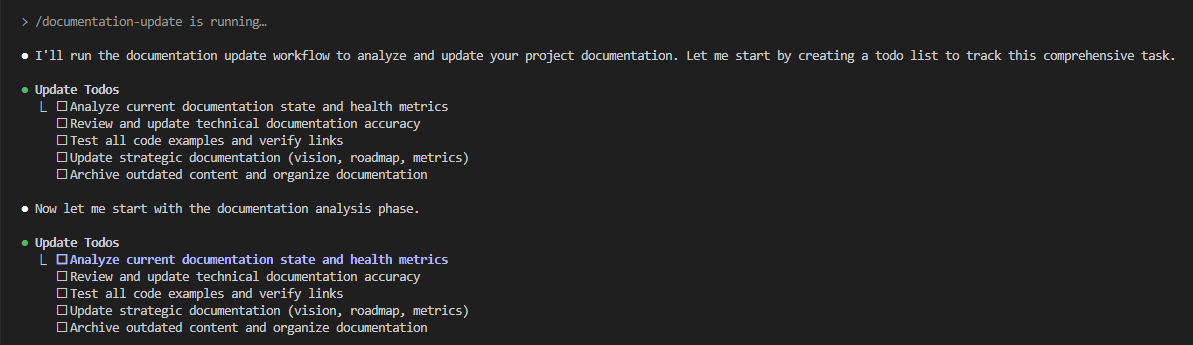 > /documentation-update is running…
● I'll run the documentation update workflow to analyze and update your project documentation. Let me start by creating a todo list to track this comprehensive task.
● Update Todos
⎿ ☐ Analyze current documentation state and health metrics
☐ Review and update technical documentation accuracy
☐ Test all code examples and verify links
☐ Update strategic documentation (vision, roadmap, metrics)
☐ Archive outdated content and organize documentation
● Now let me start with the documentation analysis phase.
● Update Todos
⎿ ☐ Analyze current documentation state and health metrics
☐ Review and update technical documentation accuracy
☐ Test all code examples and verify links
☐ Update strategic documentation (vision, roadmap, metrics)
☐ Archive outdated content and organize documentation